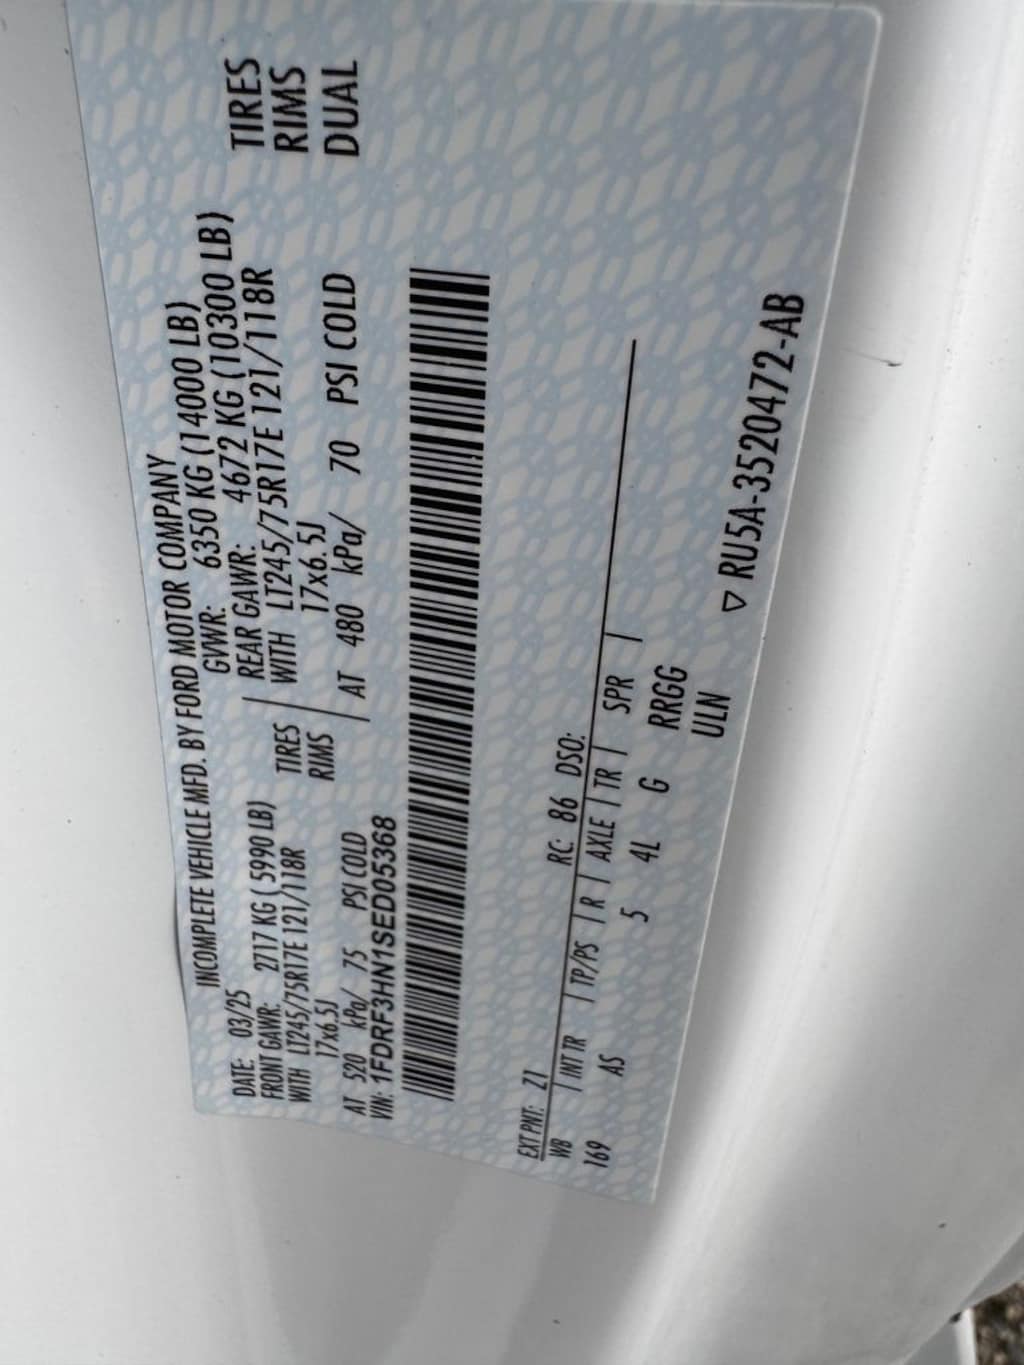 INCOMPLETE VEHICLE MFD. BY FORD MOTOR COMPANY
DATE: 03/25 GVWR: 6350 KG (14000 LB)
FRONT GAWR: 2717 KG ( 5990 LB) REAR GAWR: 4672 KG (10300 LB)
WITH LT245/75R17E 121/118R TIRES WITH LT245/75R17E 121/118R TIRES
17x6.5J RIMS 17x6.5J RIMS
AT 520 kPa/ 75 PSI COLD AT 480 kPa/ 70 PSI COLD DUAL
VIN: 1FDRF3HN1SED05368
EXT PNT: Z1 RC: 86 DSO:
WB | INT TR | TP/PS | R | AXLE | TR | SPR |
169 AS 5 4L G RRGG
ULN
▽ RU5A-3520472-AB